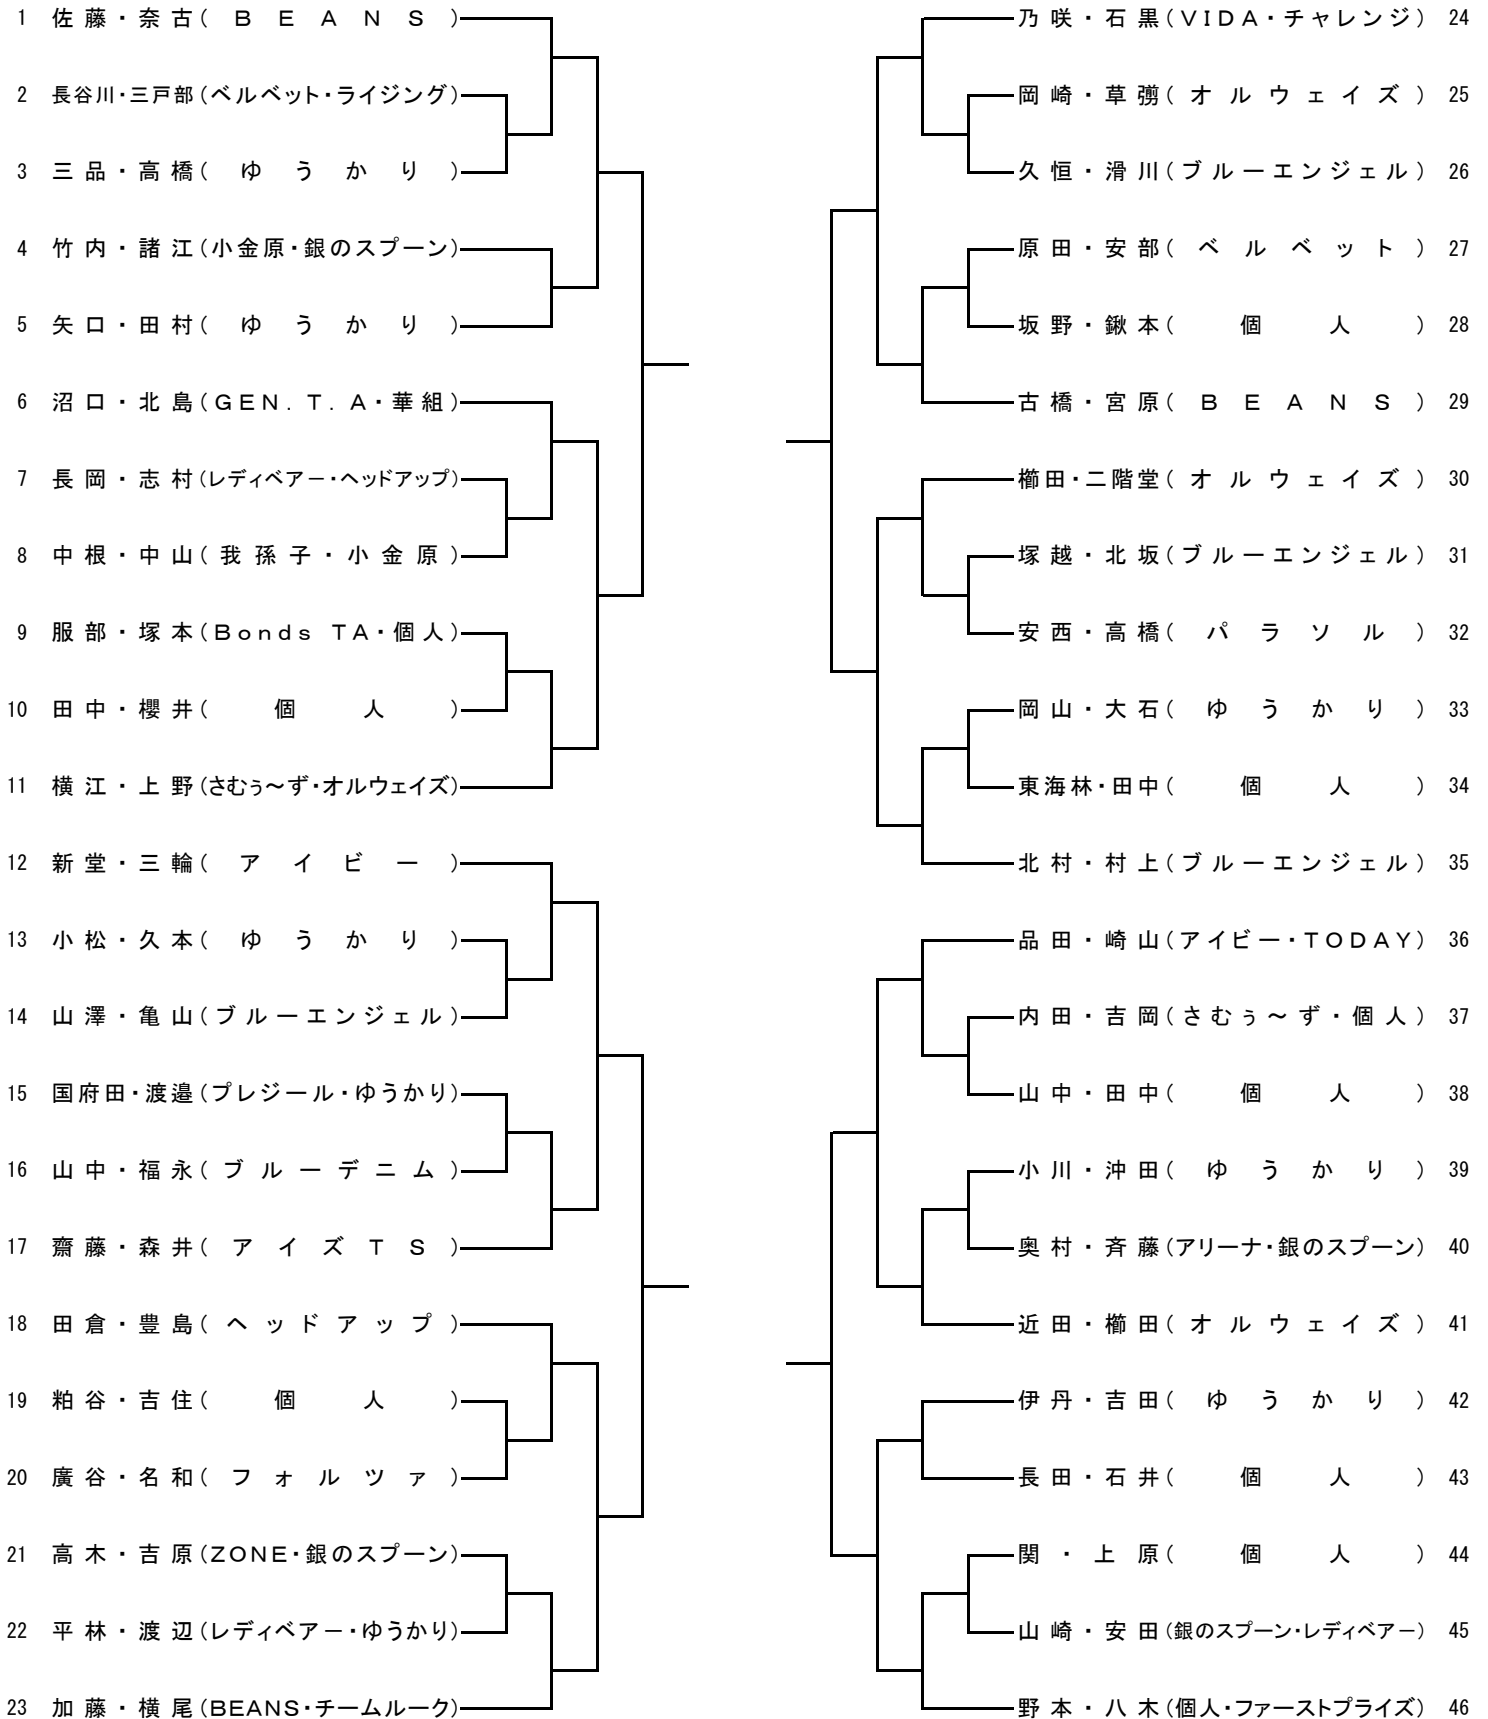 1 佐藤・奈古(BEANS)
2 長谷川・三戸部(ベルベット・ライジング)
3 三品・高橋(ゆうかり)
4 竹内・諸江(小金原・銀のスプーン)
5 矢口・田村(ゆうかり)
6 沼口・北島(GEN.T.A・華組)
7 長岡・志村(レディベアー・ヘッドアップ)
8 中根・中山(我孫子・小金原)
9 服部・塚本(Bonds TA・個人)
10 田中・櫻井(個人)
11 横江・上野(さむぅ～ず・オルウェイズ)
12 新堂・三輪(アイビー)
13 小松・久本(ゆうかり)
14 山澤・亀山(ブルーエンジェル)
15 国府田・渡邉(プレジール・ゆうかり)
16 山中・福永(ブルーデニム)
17 齋藤・森井(アイズTS)
18 田倉・豊島(ヘッドアップ)
19 粕谷・吉住(個人)
20 廣谷・名和(フォルツァ)
21 高木・吉原(ZONE・銀のスプーン)
22 平林・渡辺(レディベアー・ゆうかり)
23 加藤・横尾(BEANS・チームルーク)
乃咲・石黒(VIDA・チャレンジ) 24
岡崎・草彅(オルウェイズ) 25
久恒・滑川(ブルーエンジェル) 26
原田・安部(ベルベット) 27
坂野・鍬本(個人) 28
古橋・宮原(BEANS) 29
櫛田・二階堂(オルウェイズ) 30
塚越・北坂(ブルーエンジェル) 31
安西・高橋(パラソル) 32
岡山・大石(ゆうかり) 33
東海林・田中(個人) 34
北村・村上(ブルーエンジェル) 35
品田・崎山(アイビー・TODAY) 36
内田・吉岡(さむぅ～ず・個人) 37
山中・田中(個人) 38
小川・沖田(ゆうかり) 39
奥村・斉藤(アリーナ・銀のスプーン) 40
近田・櫛田(オルウェイズ) 41
伊丹・吉田(ゆうかり) 42
長田・石井(個人) 43
関・上原(個人) 44
山崎・安田(銀のスプーン・レディベアー) 45
野本・八木(個人・ファーストプライズ) 46